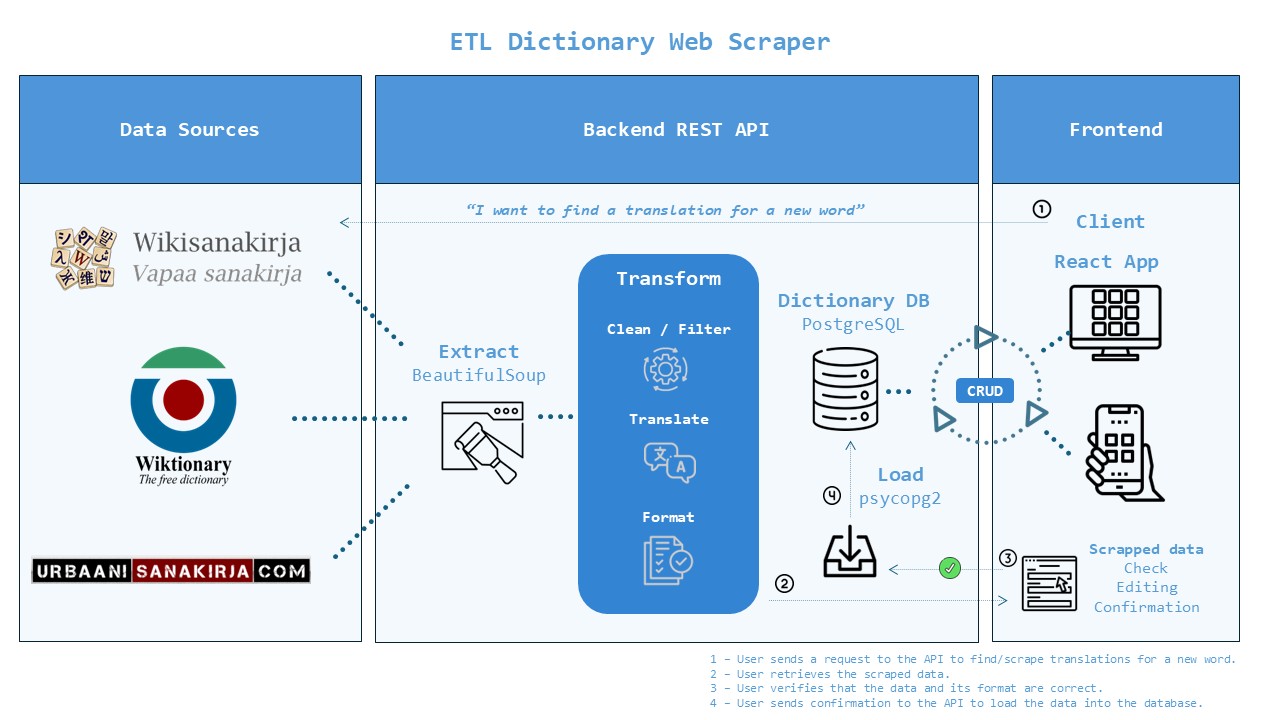 ETL Dictionary Web Scraper
Data Sources
Backend REST API
Frontend
“I want to find a translation for a new word”
1
Client
React App
Wikisanakirja
Vapaa sanakirja
Wiktionary
The free dictionary
URBAANI SANAKIRJA COM
Extract
BeautifulSoup
Transform
Clean / Filter
Translate
文 A
Format
Dictionary DB
PostgreSQL
CRUD
Load
psycopg2
4
3
2
Scrapped data
Check
Editing
Confirmation
1 – User sends a request to the API to find/scrape translations for a new word.
2 – User retrieves the scraped data.
3 – User verifies that the data and its format are correct.
4 – User sends confirmation to the API to load the data into the database.